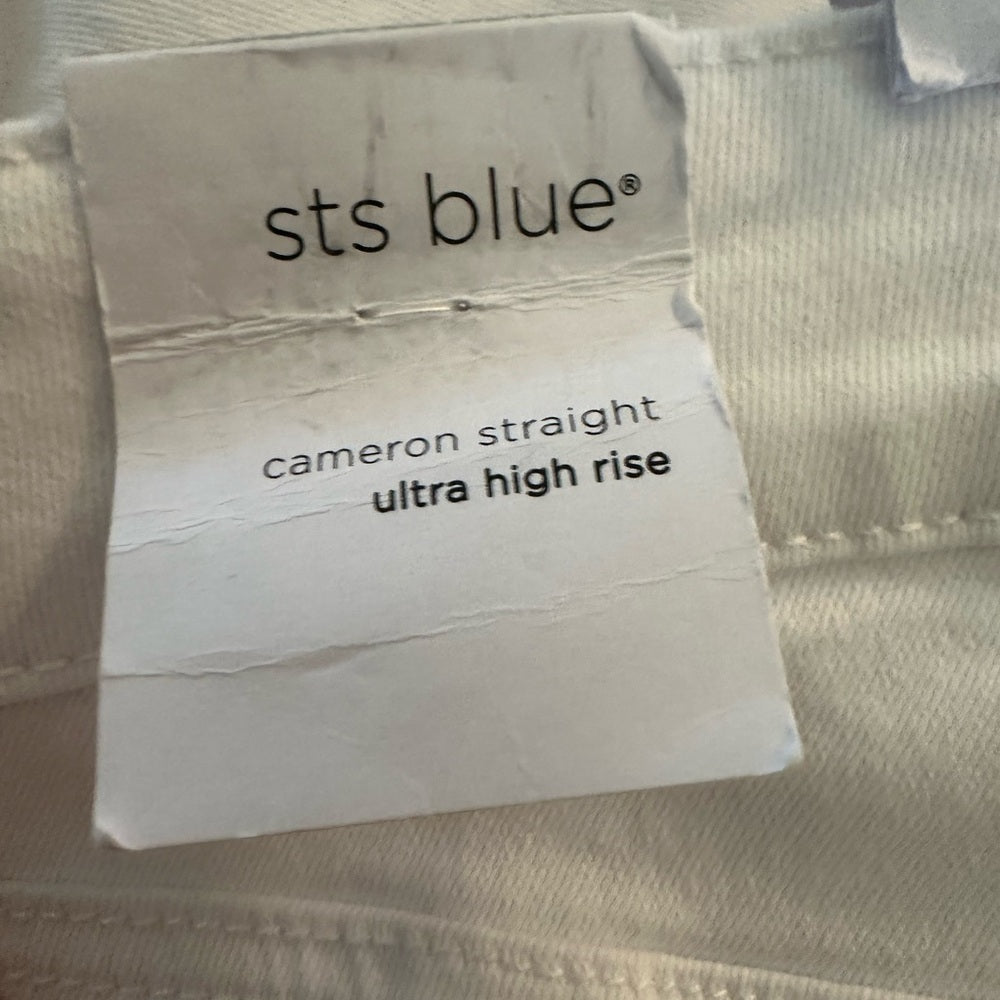 sts blue®
cameron straight
ultra high rise